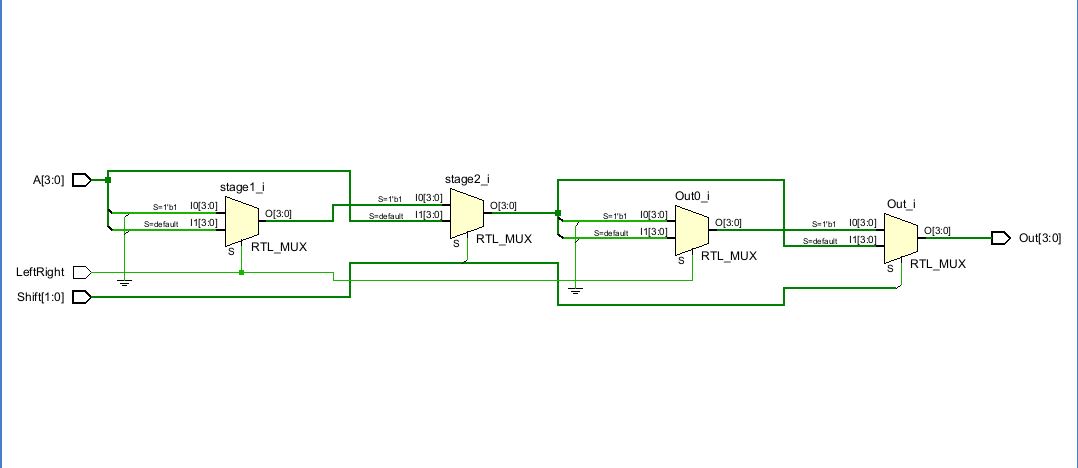 A[3:0]
LeftRight
Shift[1:0]
stage1_i
S=1'b1 I0[3:0]
S=default I1[3:0]
O[3:0]
S
RTL_MUX
stage2_i
S=1'b1 I0[3:0]
S=default I1[3:0]
O[3:0]
S
RTL_MUX
Out0_i
S=1'b1 I0[3:0]
S=default I1[3:0]
O[3:0]
S
RTL_MUX
Out_i
S=1'b1 I0[3:0]
S=default I1[3:0]
O[3:0]
S
RTL_MUX
Out[3:0]